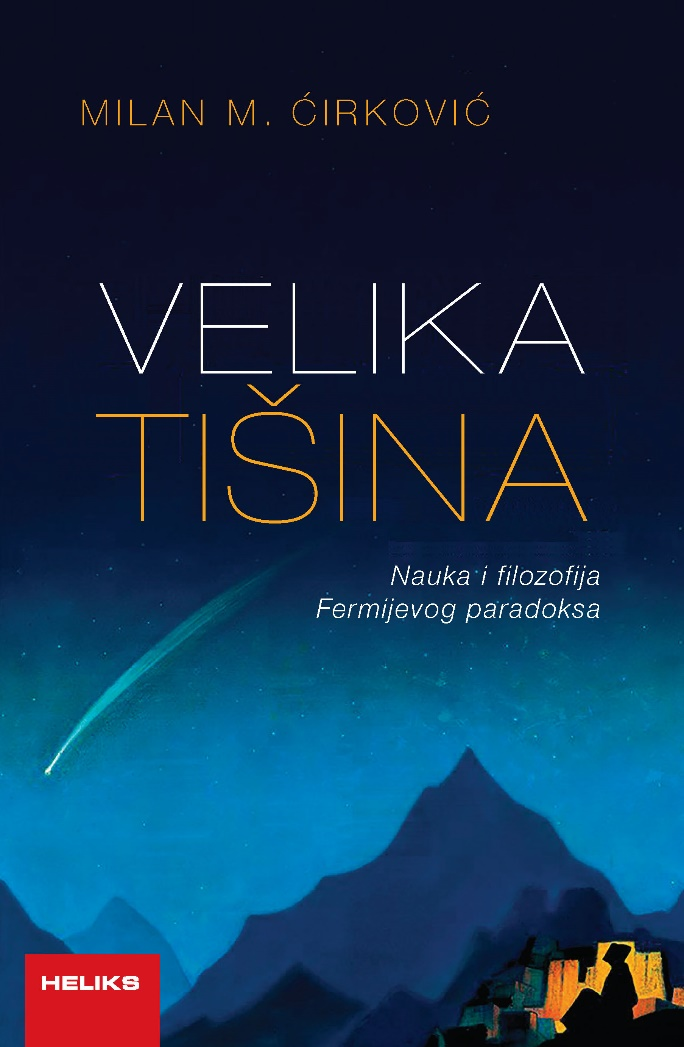 MILAN M. ĆIRKOVIĆ
VELIKA
TIŠINA
Nauka i filozofija
Fermijevog paradoksa
HELIKS